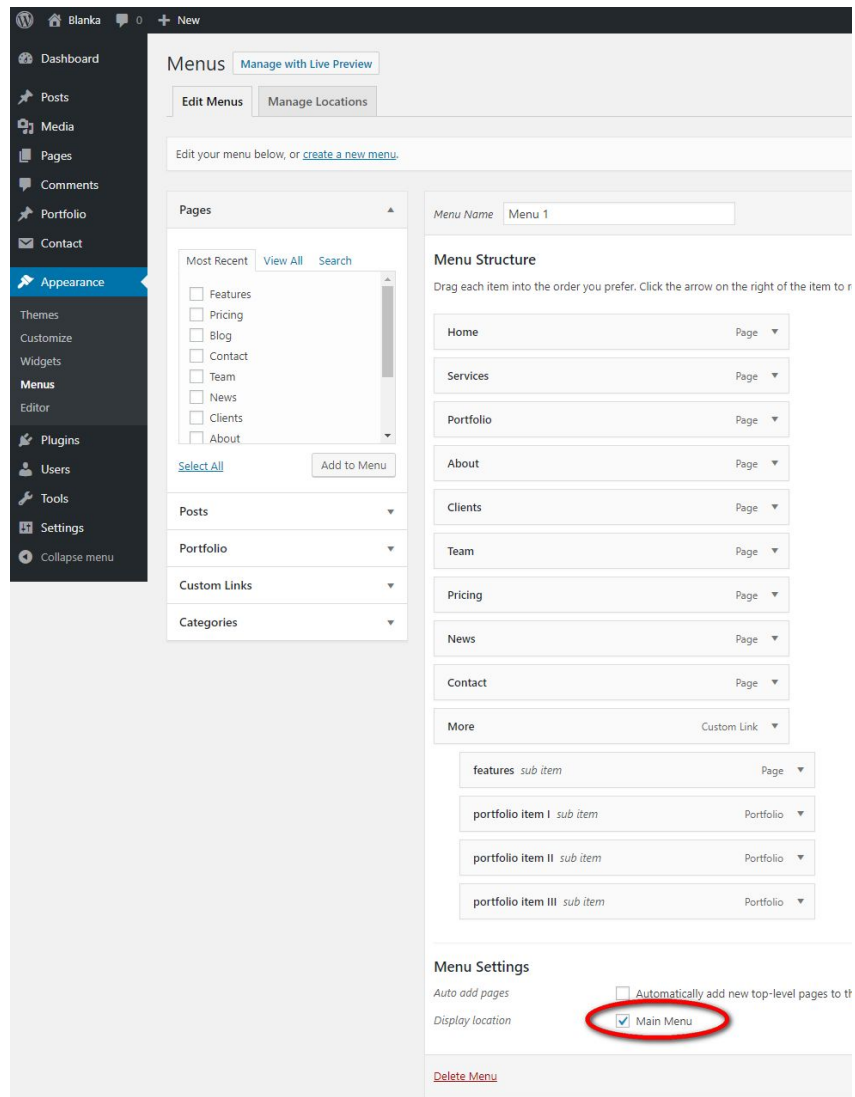 Blanka 0 + New
Dashboard
Posts
Media
Pages
Comments
Portfolio
Contact
Appearance
Themes
Customize
Widgets
Menus
Editor
Plugins
Users
Tools
Settings
Collapse menu
Menus Manage with Live Preview
Edit Menus Manage Locations
Edit your menu below, or create a new menu.
Pages
Most Recent View All Search
Features
Pricing
Blog
Contact
Team
News
Clients
About
Select All Add to Menu
Posts
Portfolio
Custom Links
Categories
Menu Name Menu 1
Menu Structure
Drag each item into the order you prefer. Click the arrow on the right of the item to r
Home Page
Services Page
Portfolio Page
About Page
Clients Page
Team Page
Pricing Page
News Page
Contact Page
More Custom Link
features sub item Page
portfolio item I sub item Portfolio
portfolio item II sub item Portfolio
portfolio item III sub item Portfolio
Menu Settings
Auto add pages Automatically add new top-level pages to th
Display location Main Menu
Delete Menu